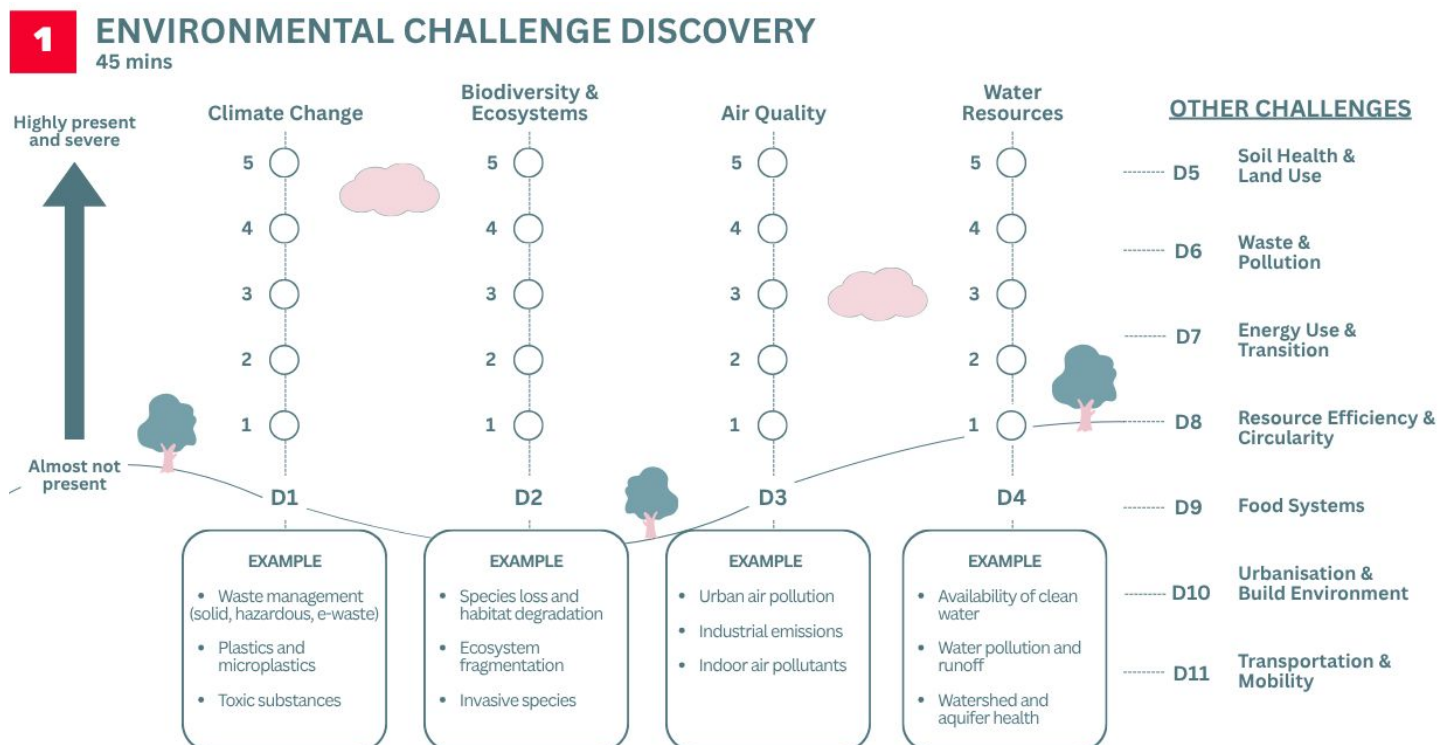 1
ENVIRONMENTAL CHALLENGE DISCOVERY
45 mins
Highly present
and severe
Almost not
present
Climate Change
5
4
3
2
1
D1
EXAMPLE
• Waste management
(solid, hazardous, e-waste)
• Plastics and
microplastics
• Toxic substances
Biodiversity &
Ecosystems
5
4
3
2
1
D2
EXAMPLE
• Species loss and
habitat degradation
• Ecosystem
fragmentation
• Invasive species
Air Quality
5
4
3
2
1
D3
EXAMPLE
• Urban air pollution
• Industrial emissions
• Indoor air pollutants
Water
Resources
5
4
3
2
1
D4
EXAMPLE
• Availability of clean
water
• Water pollution and
runoff
• Watershed and
aquifer health
OTHER CHALLENGES
D5 Soil Health &
Land Use
D6 Waste &
Pollution
D7 Energy Use &
Transition
D8 Resource Efficiency &
Circularity
D9 Food Systems
D10 Urbanisation &
Build Environment
D11 Transportation &
Mobility